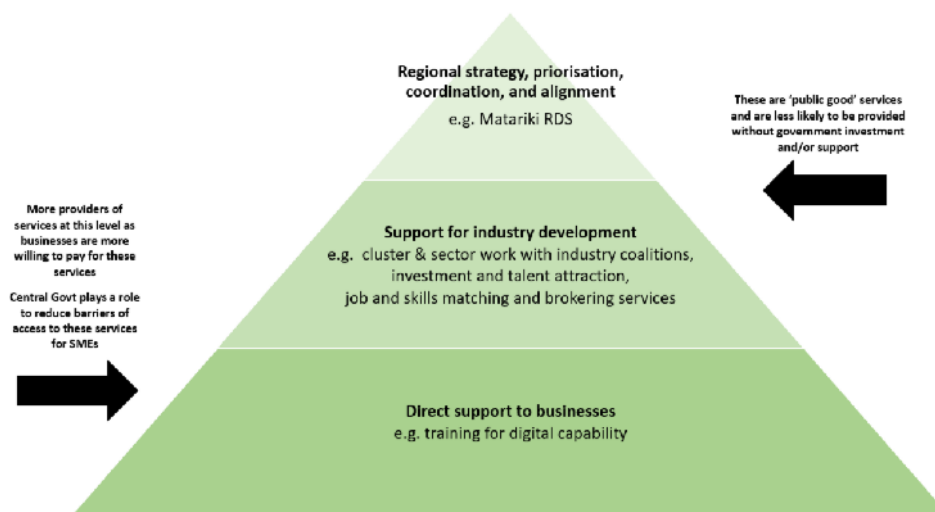 Regional strategy, priorisation,
coordination, and alignment
e.g. Matariki RDS
These are ‘public good’ services
and are less likely to be provided
without government investment
and/or support
More providers of
services at this level as
businesses are more
willing to pay for these
services
Central Govt plays a role
to reduce barriers of
access to these services
for SMEs
Support for industry development
e.g. cluster & sector work with industry coalitions,
investment and talent attraction,
job and skills matching and brokering services
Direct support to businesses
e.g. training for digital capability